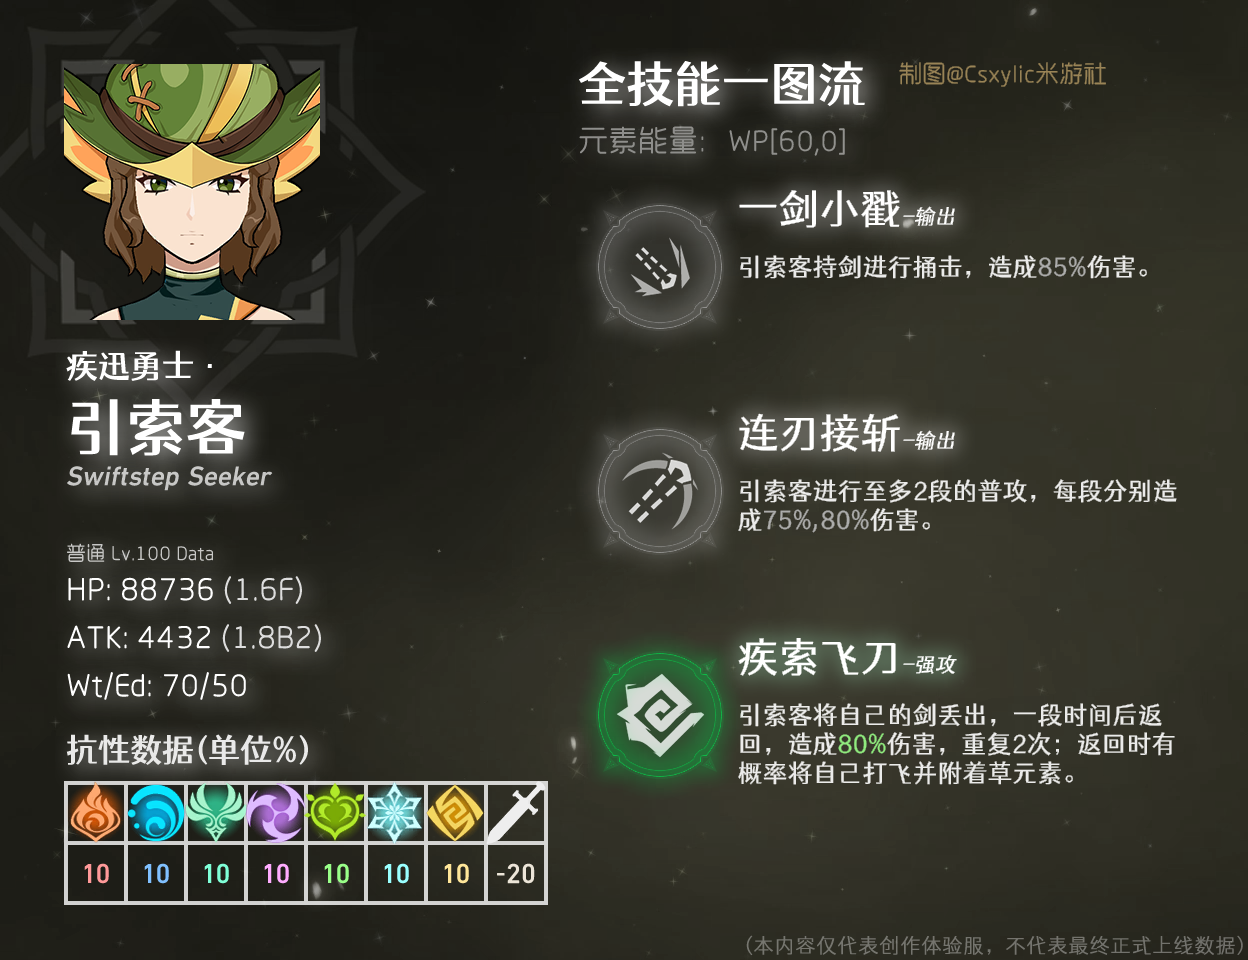 全技能一图流
制图@Csxylic米游社
元素能量: WP[60,0]
一剑小戳-输出
引索客持剑进行捅击，造成85%伤害。
连刃接斩-输出
引索客进行至多2段的普攻，每段分别造
成75%,80%伤害。
疾索飞刀-强攻
引索客将自己的剑丢出，一段时间后返
回，造成80%伤害，重复2次；返回时有
概率将自己打飞并附着草元素。
疾迅勇士·
引索客
Swiftstep Seeker
普通 Lv.100 Data
HP: 88736 (1.6F)
ATK: 4432 (1.8B2)
Wt/Ed: 70/50
抗性数据(单位%)
10 10 10 10 10 10 10 -20
(本内容仅代表创作体验服，不代表最终正式上线数据)